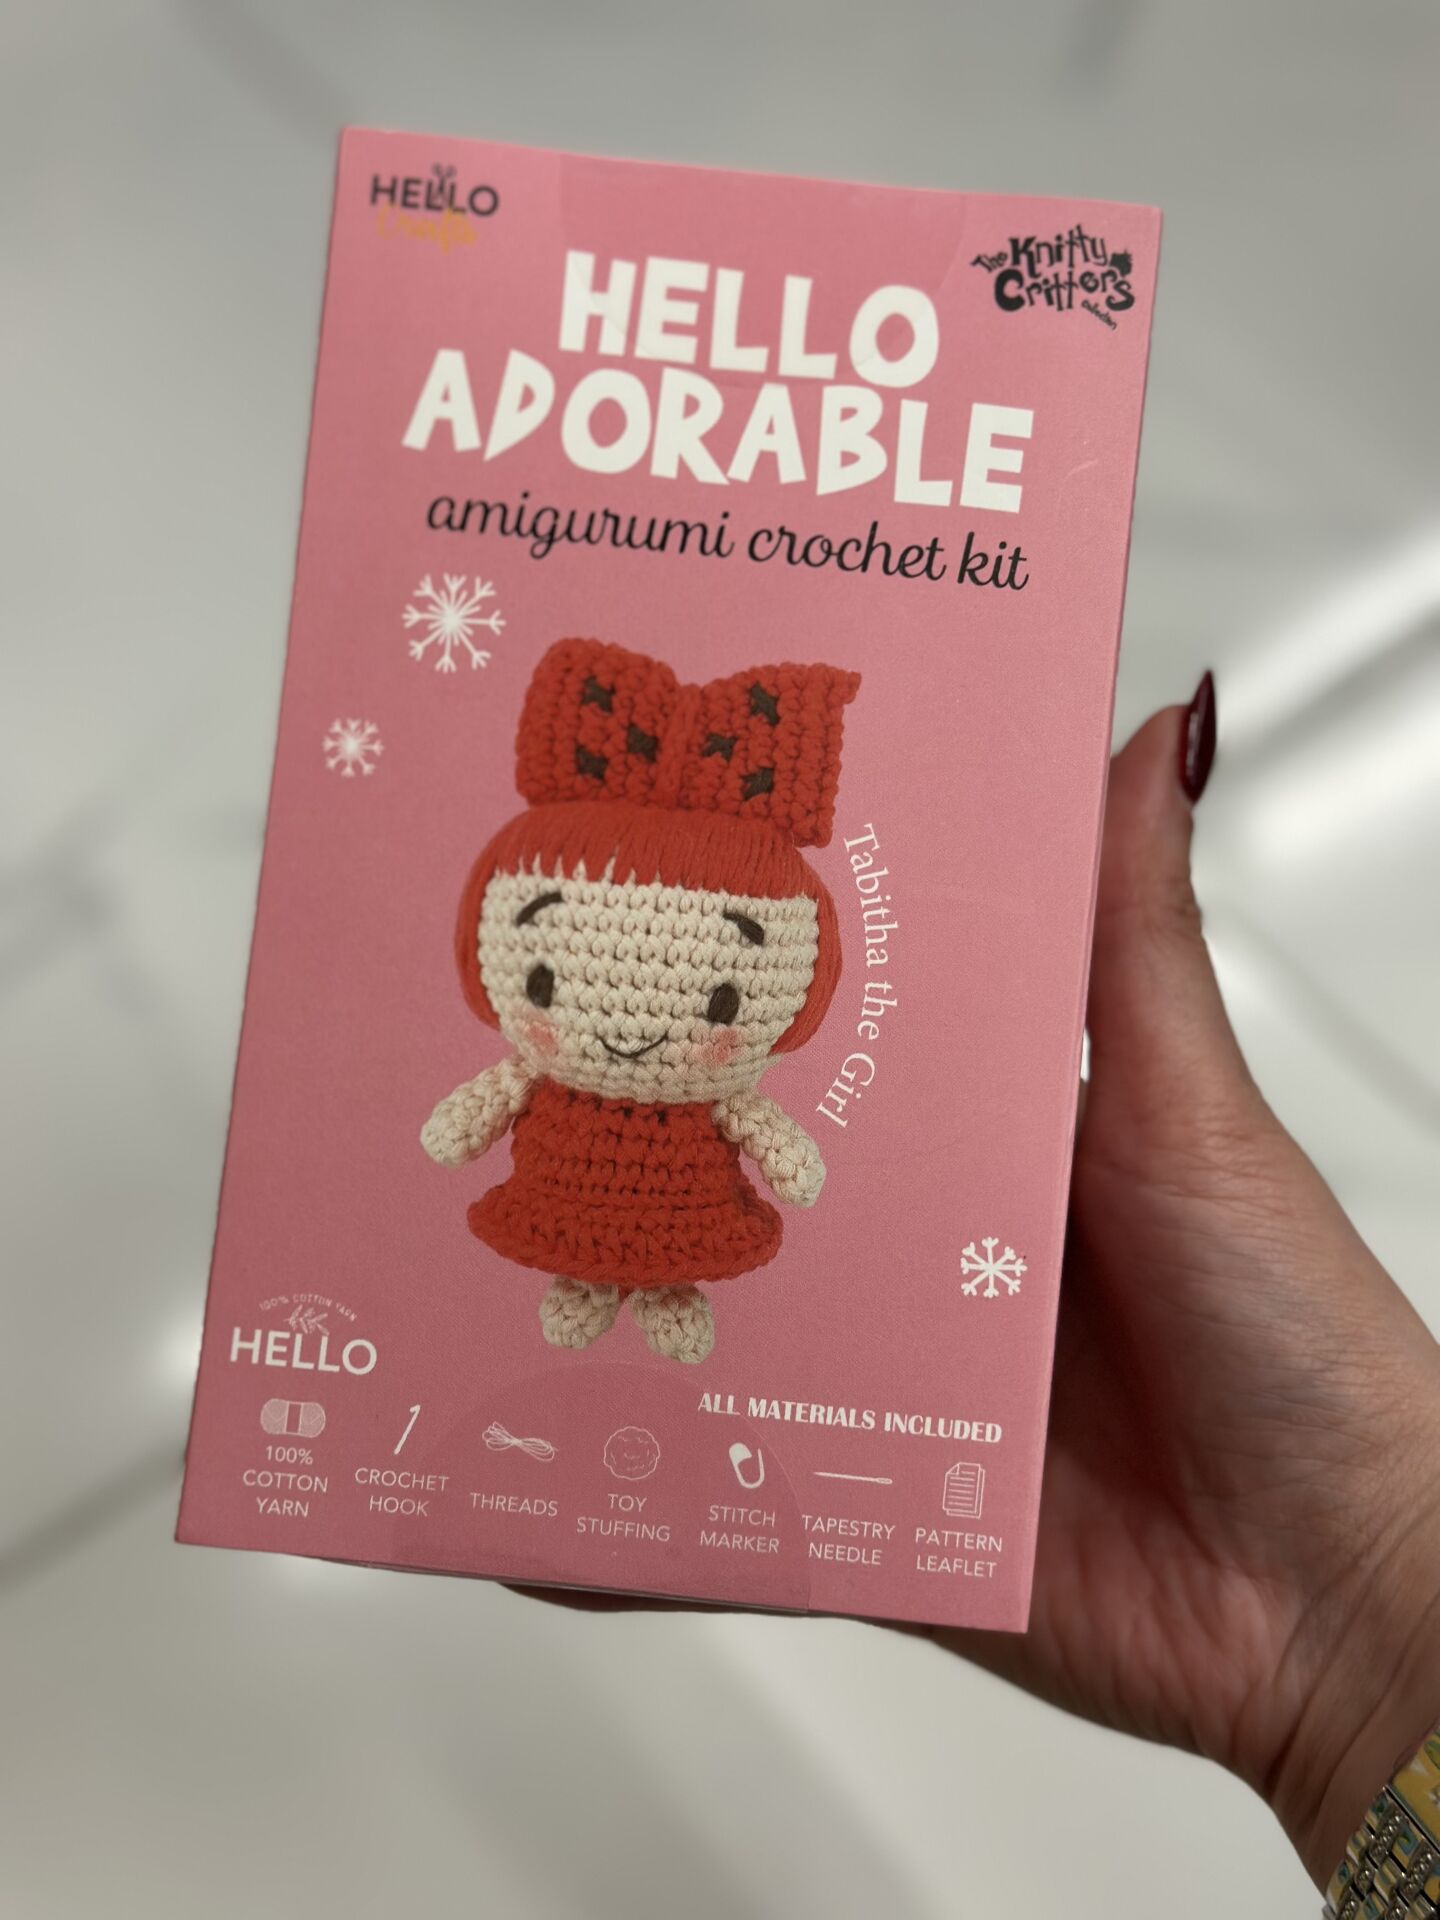 HELLO
Crafts
The Knitty
Critters
collection
HELLO
ADORABLE
amigurumi crochet kit
Tabitha the Girl
100% COTTON YARN
HELLO
ALL MATERIALS INCLUDED
100%
COTTON
YARN
CROCHET
HOOK
THREADS
TOY
STUFFING
STITCH
MARKER
TAPESTRY
NEEDLE
PATTERN
LEAFLET